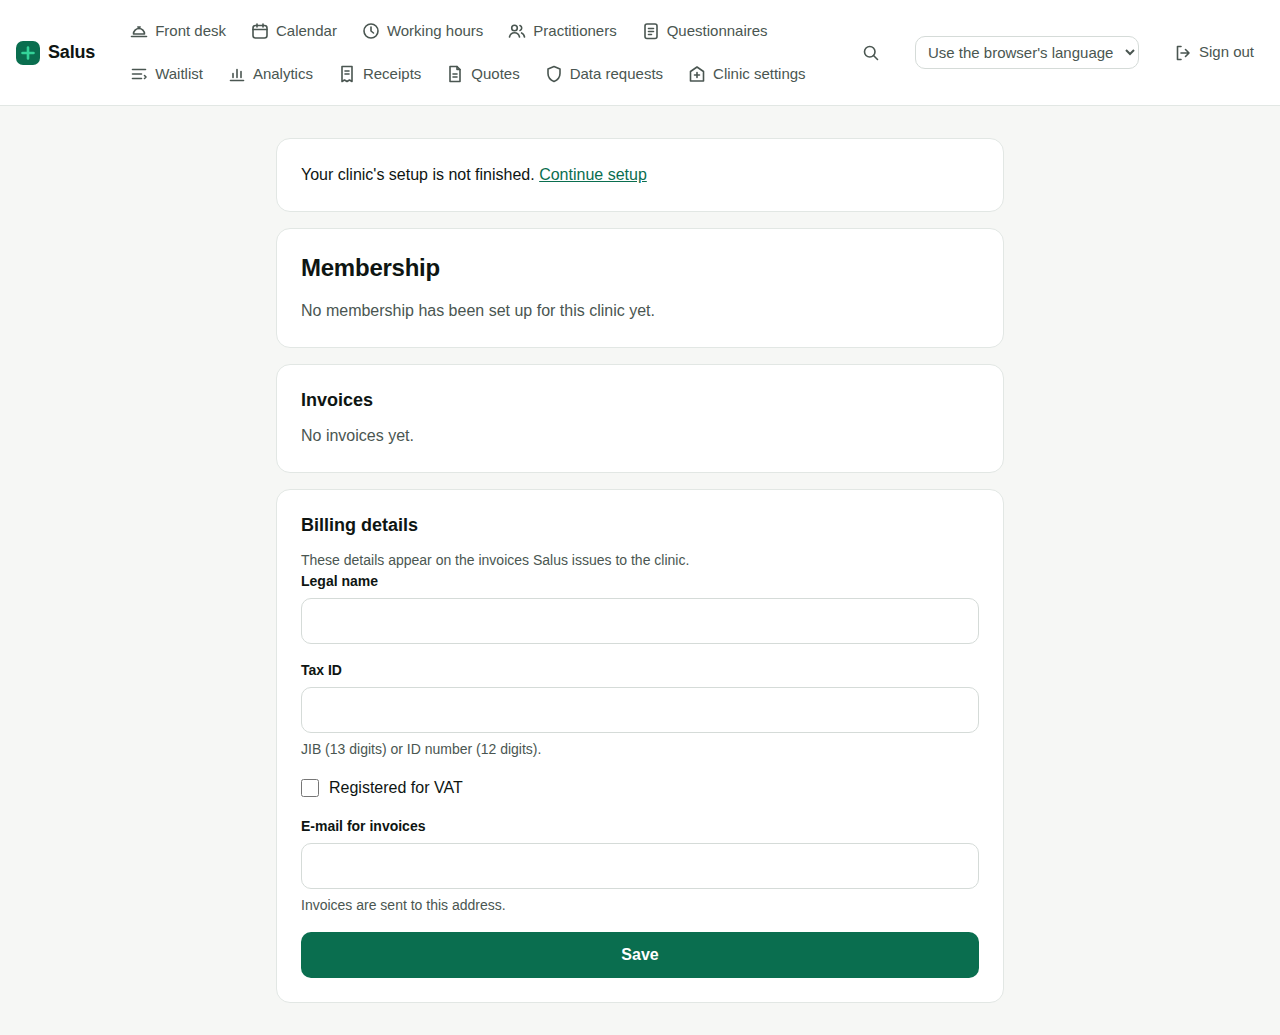 Salus
Front desk
Calendar
Working hours
Practitioners
Questionnaires
Waitlist
Analytics
Receipts
Quotes
Data requests
Clinic settings
Use the browser's language
Sign out
Your clinic's setup is not finished. Continue setup
Membership
No membership has been set up for this clinic yet.
Invoices
No invoices yet.
Billing details
These details appear on the invoices Salus issues to the clinic.
Legal name
Tax ID
JIB (13 digits) or ID number (12 digits).
Registered for VAT
E-mail for invoices
Invoices are sent to this address.
Save